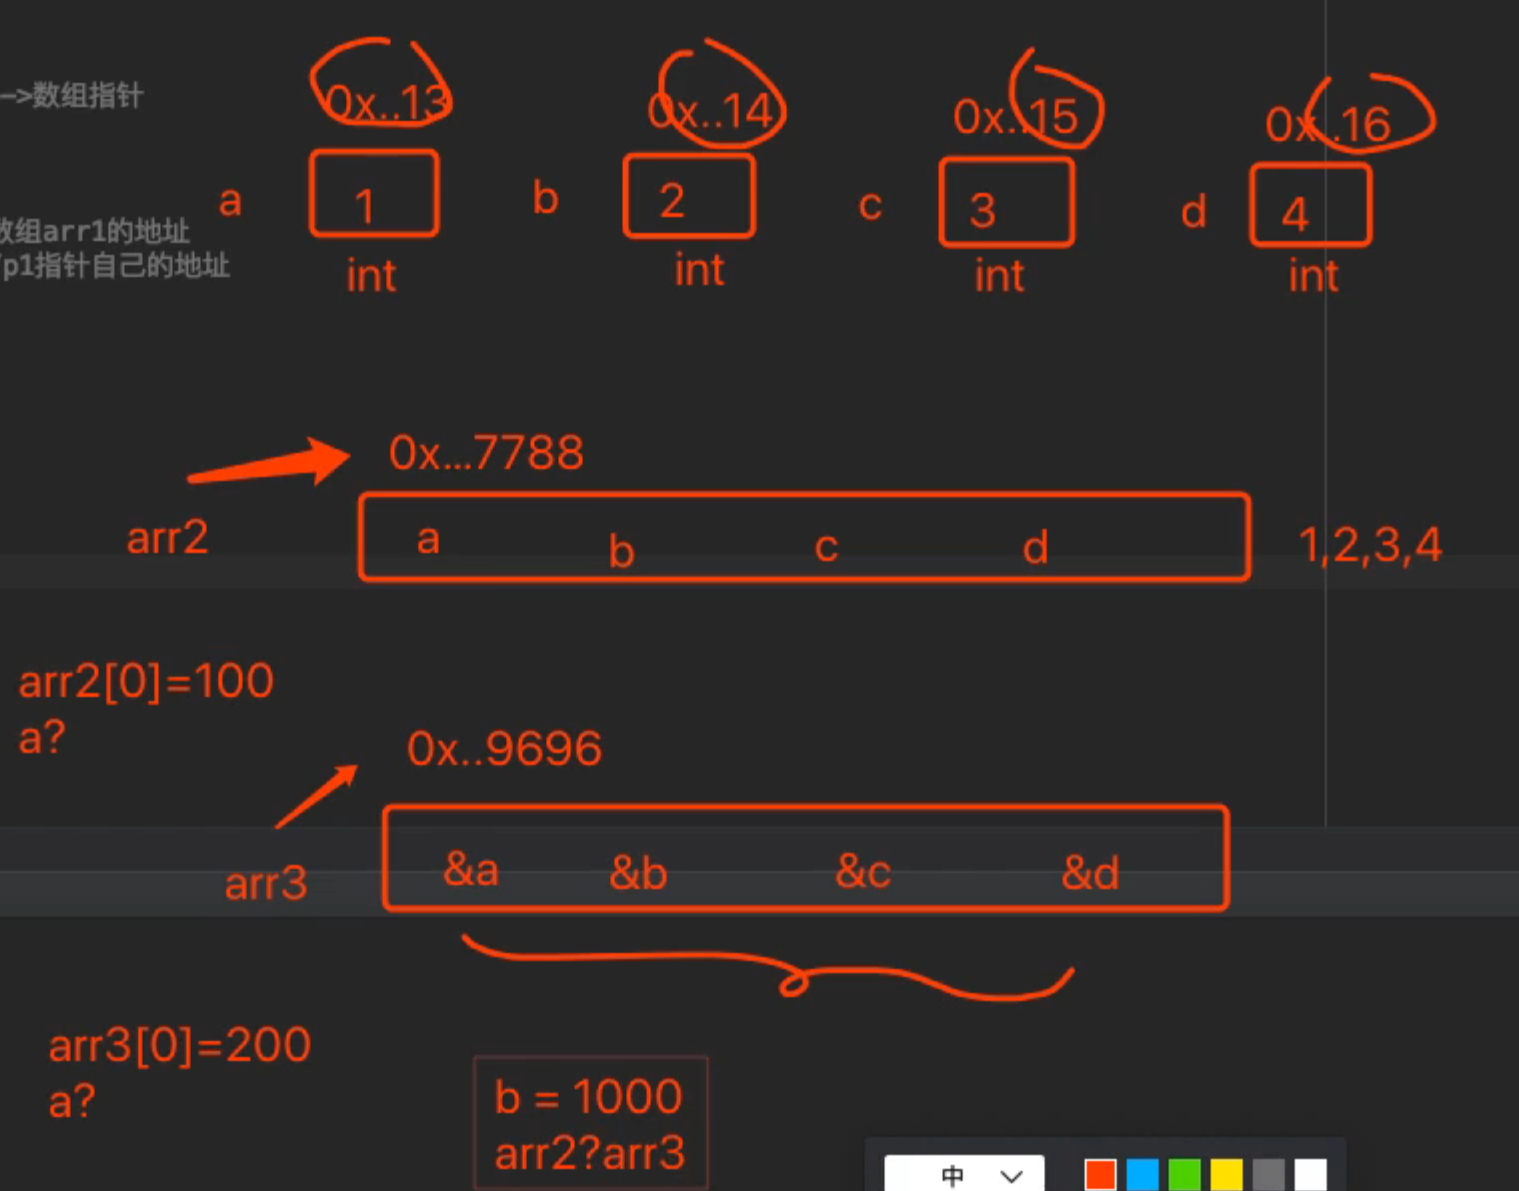 —>数组指针
0x..13 0x..14 0x..15 0x..16
a 1 b 2 c 3 d 4
数组arr1的地址
p1指针自己的地址
int int int int
0x...7788
arr2 a b c d 1,2,3,4
arr2[0]=100
a?
0x..9696
arr3 &a &b &c &d
arr3[0]=200
a?
b = 1000
arr2?arr3
中